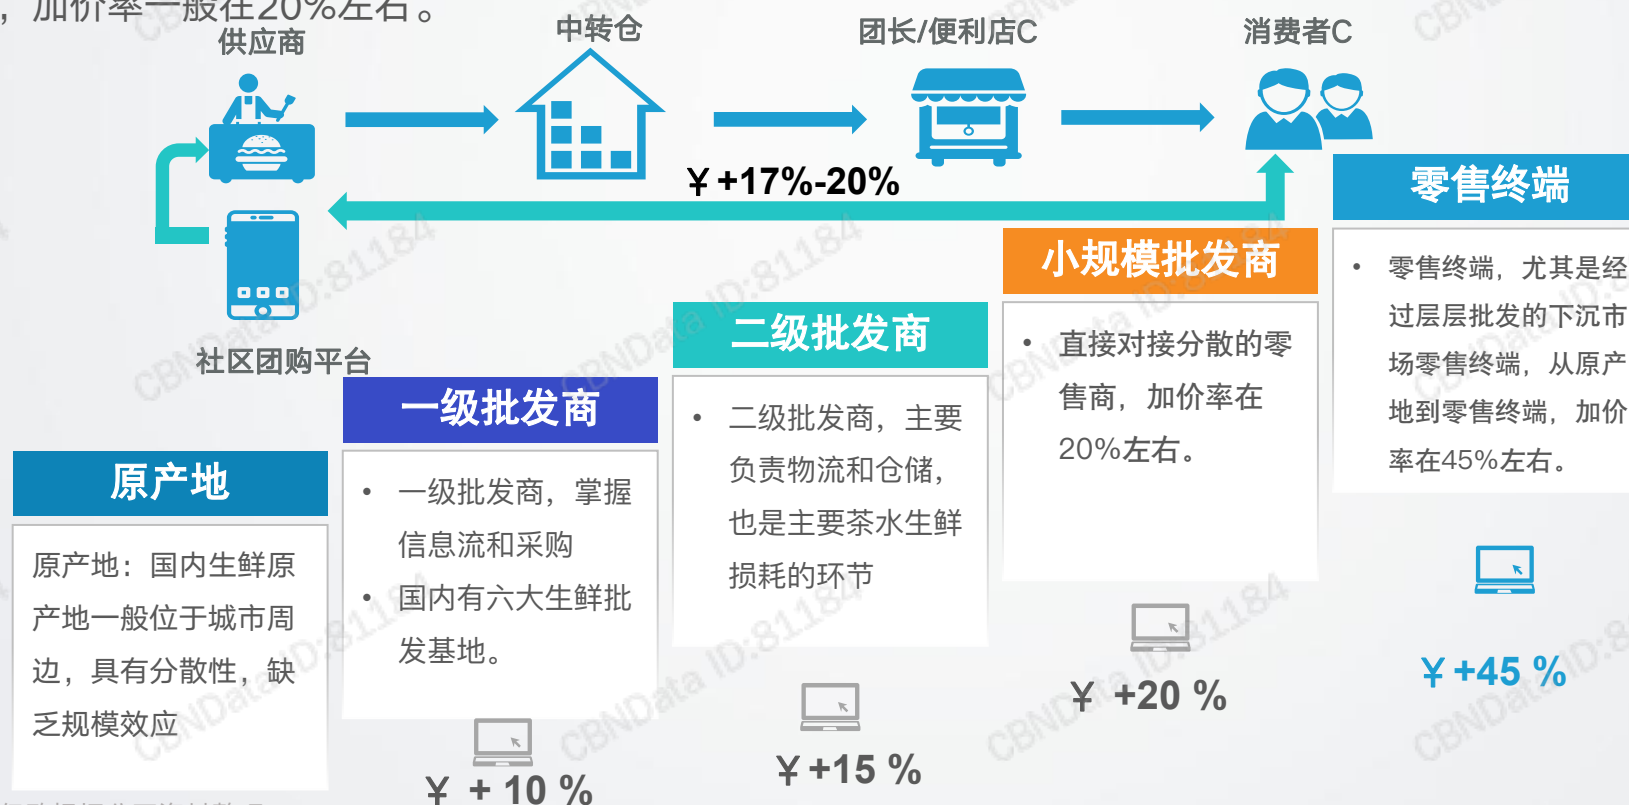 ，加价率一般在20%左右。
供应商
中转仓
团长/便利店C
消费者C
￥+17%-20%
社区团购平台
零售终端
• 零售终端，尤其是经
过层层批发的下沉市
场零售终端，从原产
地到零售终端，加价
率在45%左右。
￥+45 %
小规模批发商
• 直接对接分散的零
售商，加价率在
20%左右。
￥ +20 %
二级批发商
• 二级批发商，主要
负责物流和仓储，
也是主要茶水生鲜
损耗的环节
￥+15 %
一级批发商
• 一级批发商，掌握
信息流和采购
• 国内有六大生鲜批
发基地。
￥ + 10 %
原产地
原产地：国内生鲜原
产地一般位于城市周
边，具有分散性，缺
乏规模效应
CBNData ID:81184